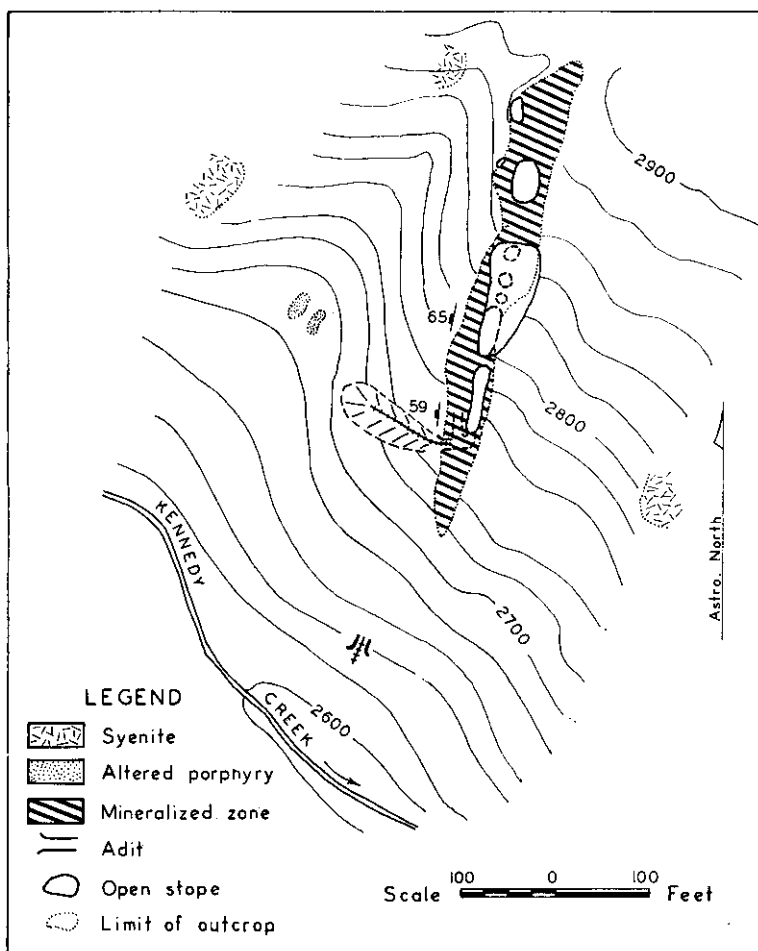 2900
65
59
2800
Astro. North
KENNEDY
CREEK
2700
2600
LEGEND
Syenite
Altered porphyry
Mineralized zone
Adit
Open stope
Limit of outcrop
Scale 100 0 100 Feet